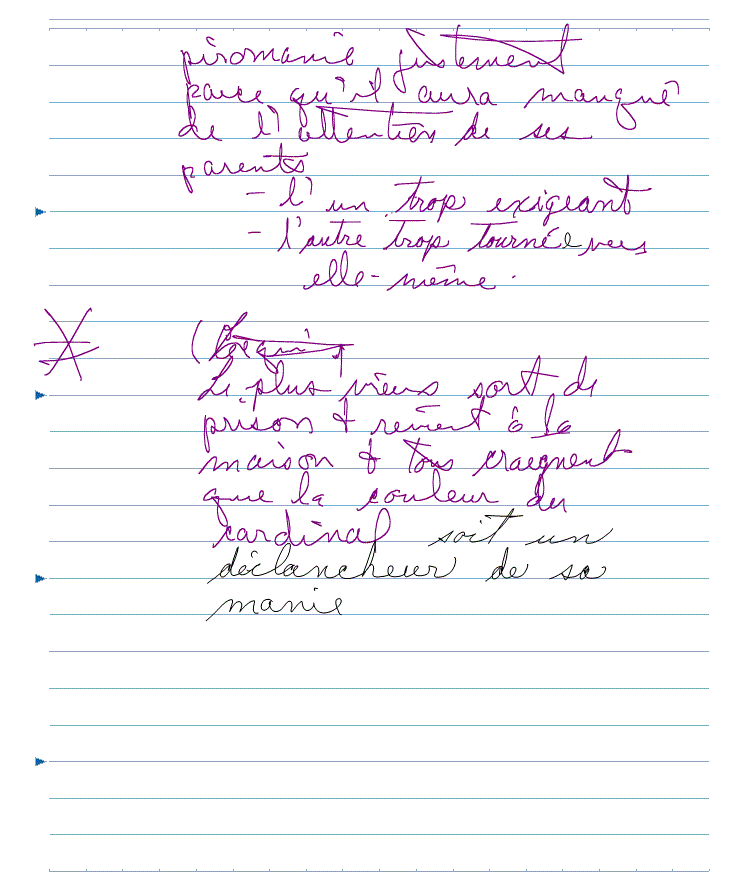 piromanie justement
parce qu'il aura manqué
de l'attention de ses
parents
- l'un trop exigeant
- l'autre trop tournée vers
elle-même.
Le plus vieux sort de
prison & revient à la
maison & tous craignent
que la couleur du
cardinal soit un
déclancheur de sa
manie